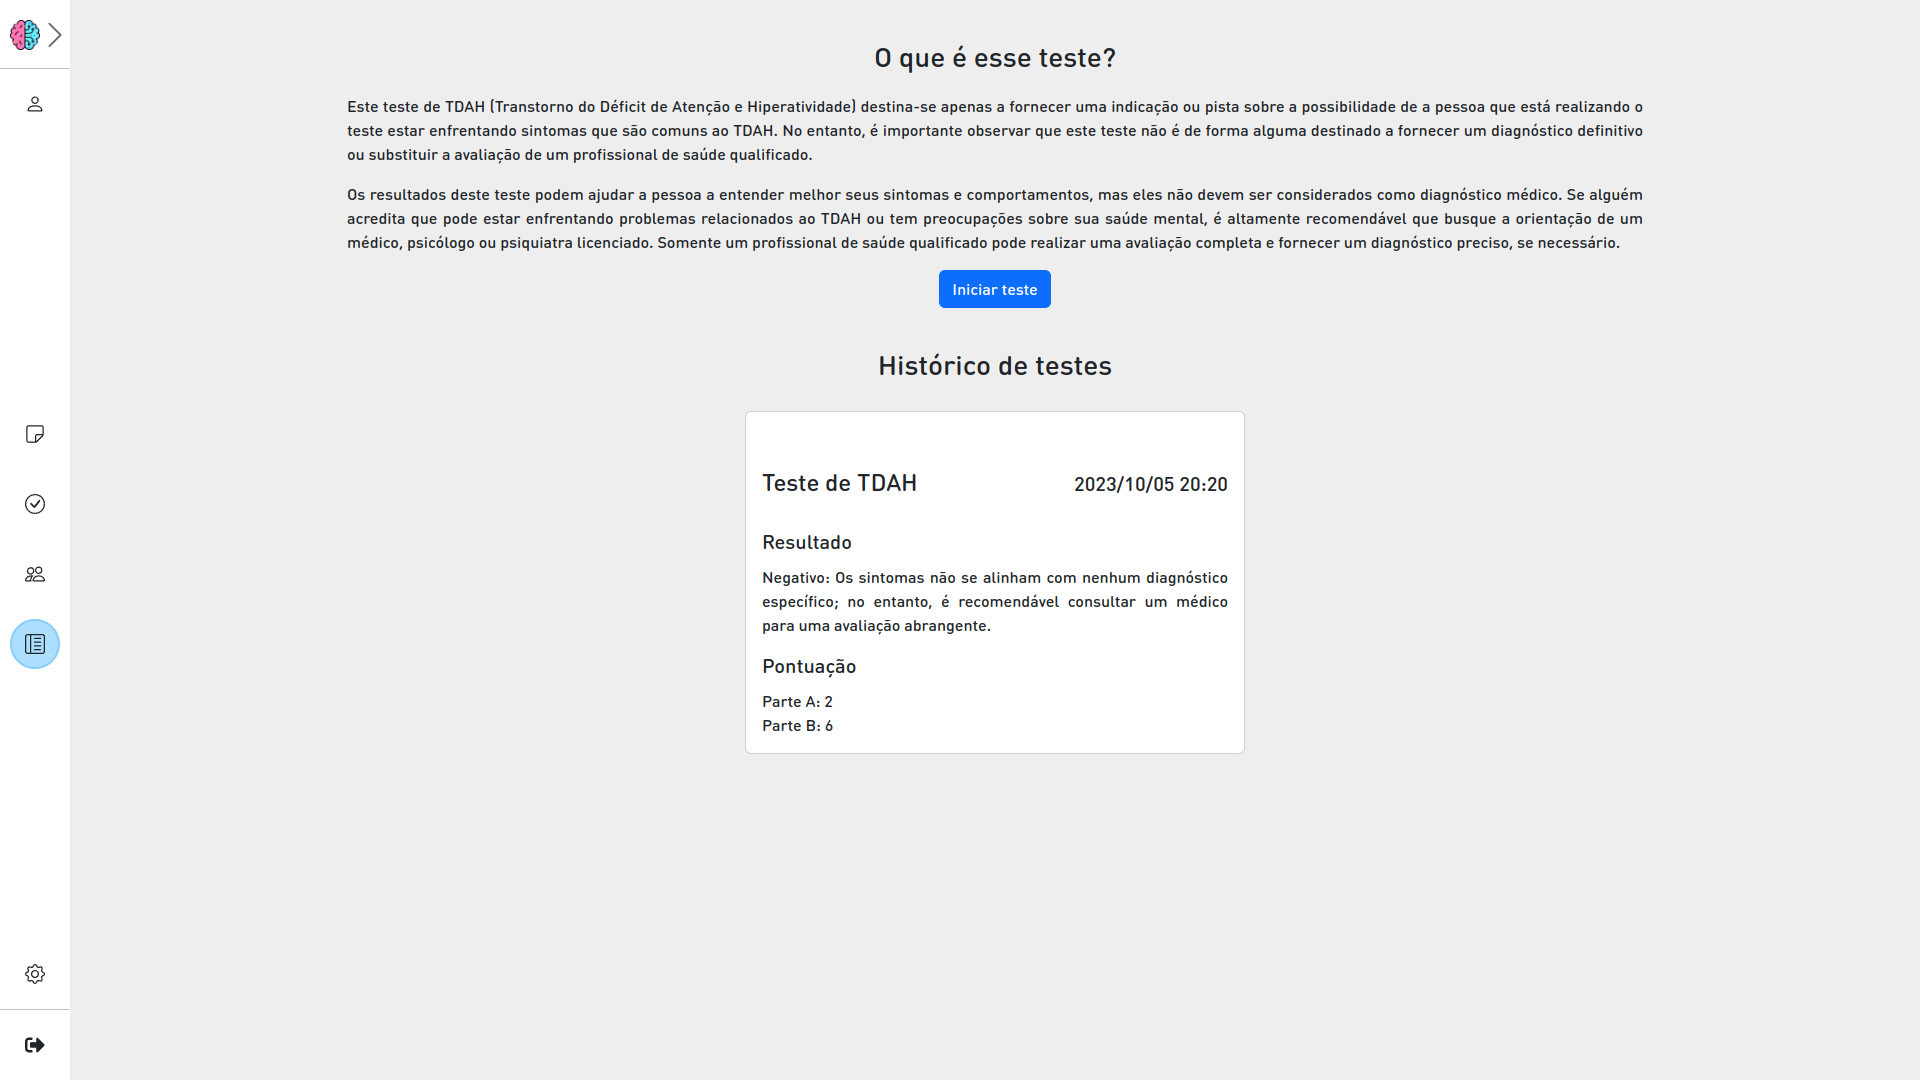 O que é esse teste?
Este teste de TDAH (Transtorno do Déficit de Atenção e Hiperatividade) destina-se apenas a fornecer uma indicação ou pista sobre a possibilidade de a pessoa que está realizando o
teste estar enfrentando sintomas que são comuns ao TDAH. No entanto, é importante observar que este teste não é de forma alguma destinado a fornecer um diagnóstico definitivo
ou substituir a avaliação de um profissional de saúde qualificado.
Os resultados deste teste podem ajudar a pessoa a entender melhor seus sintomas e comportamentos, mas eles não devem ser considerados como diagnóstico médico. Se alguém
acredita que pode estar enfrentando problemas relacionados ao TDAH ou tem preocupações sobre sua saúde mental, é altamente recomendável que busque a orientação de um
médico, psicólogo ou psiquiatra licenciado. Somente um profissional de saúde qualificado pode realizar uma avaliação completa e fornecer um diagnóstico preciso, se necessário.
Iniciar teste
Histórico de testes
Teste de TDAH 2023/10/05 20:20
Resultado
Negativo: Os sintomas não se alinham com nenhum diagnóstico
específico; no entanto, é recomendável consultar um médico
para uma avaliação abrangente.
Pontuação
Parte A: 2
Parte B: 6